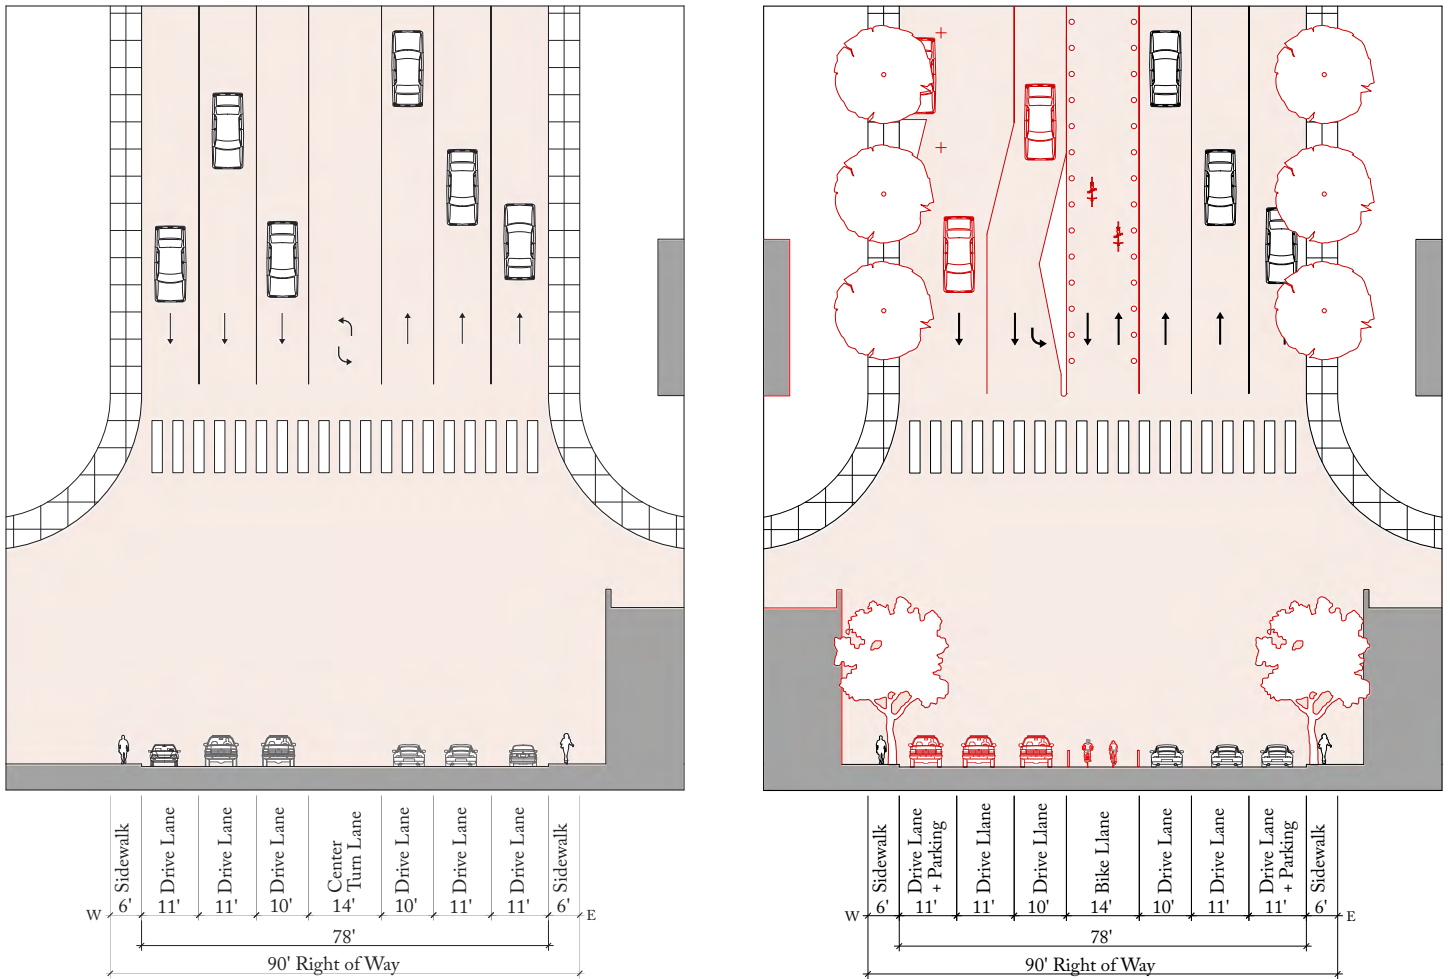 Sidewalk
Drive Lane
Drive Lane
Drive Lane
Center
Turn Lane
Drive Lane
Drive Lane
Drive Lane
Sidewalk
W 6' 11' 11' 10' 14' 10' 11' 11' 6' E
78'
90' Right of Way
Sidewalk
Drive Lane
+ Parking
Drive Llane
Drive Llane
Bike Llane
Drive Lane
Drive Lane
Drive Lane
+ Parking
Sidewalk
W 6' 11' 11' 10' 14' 10' 11' 11' 6' E
78'
90' Right of Way